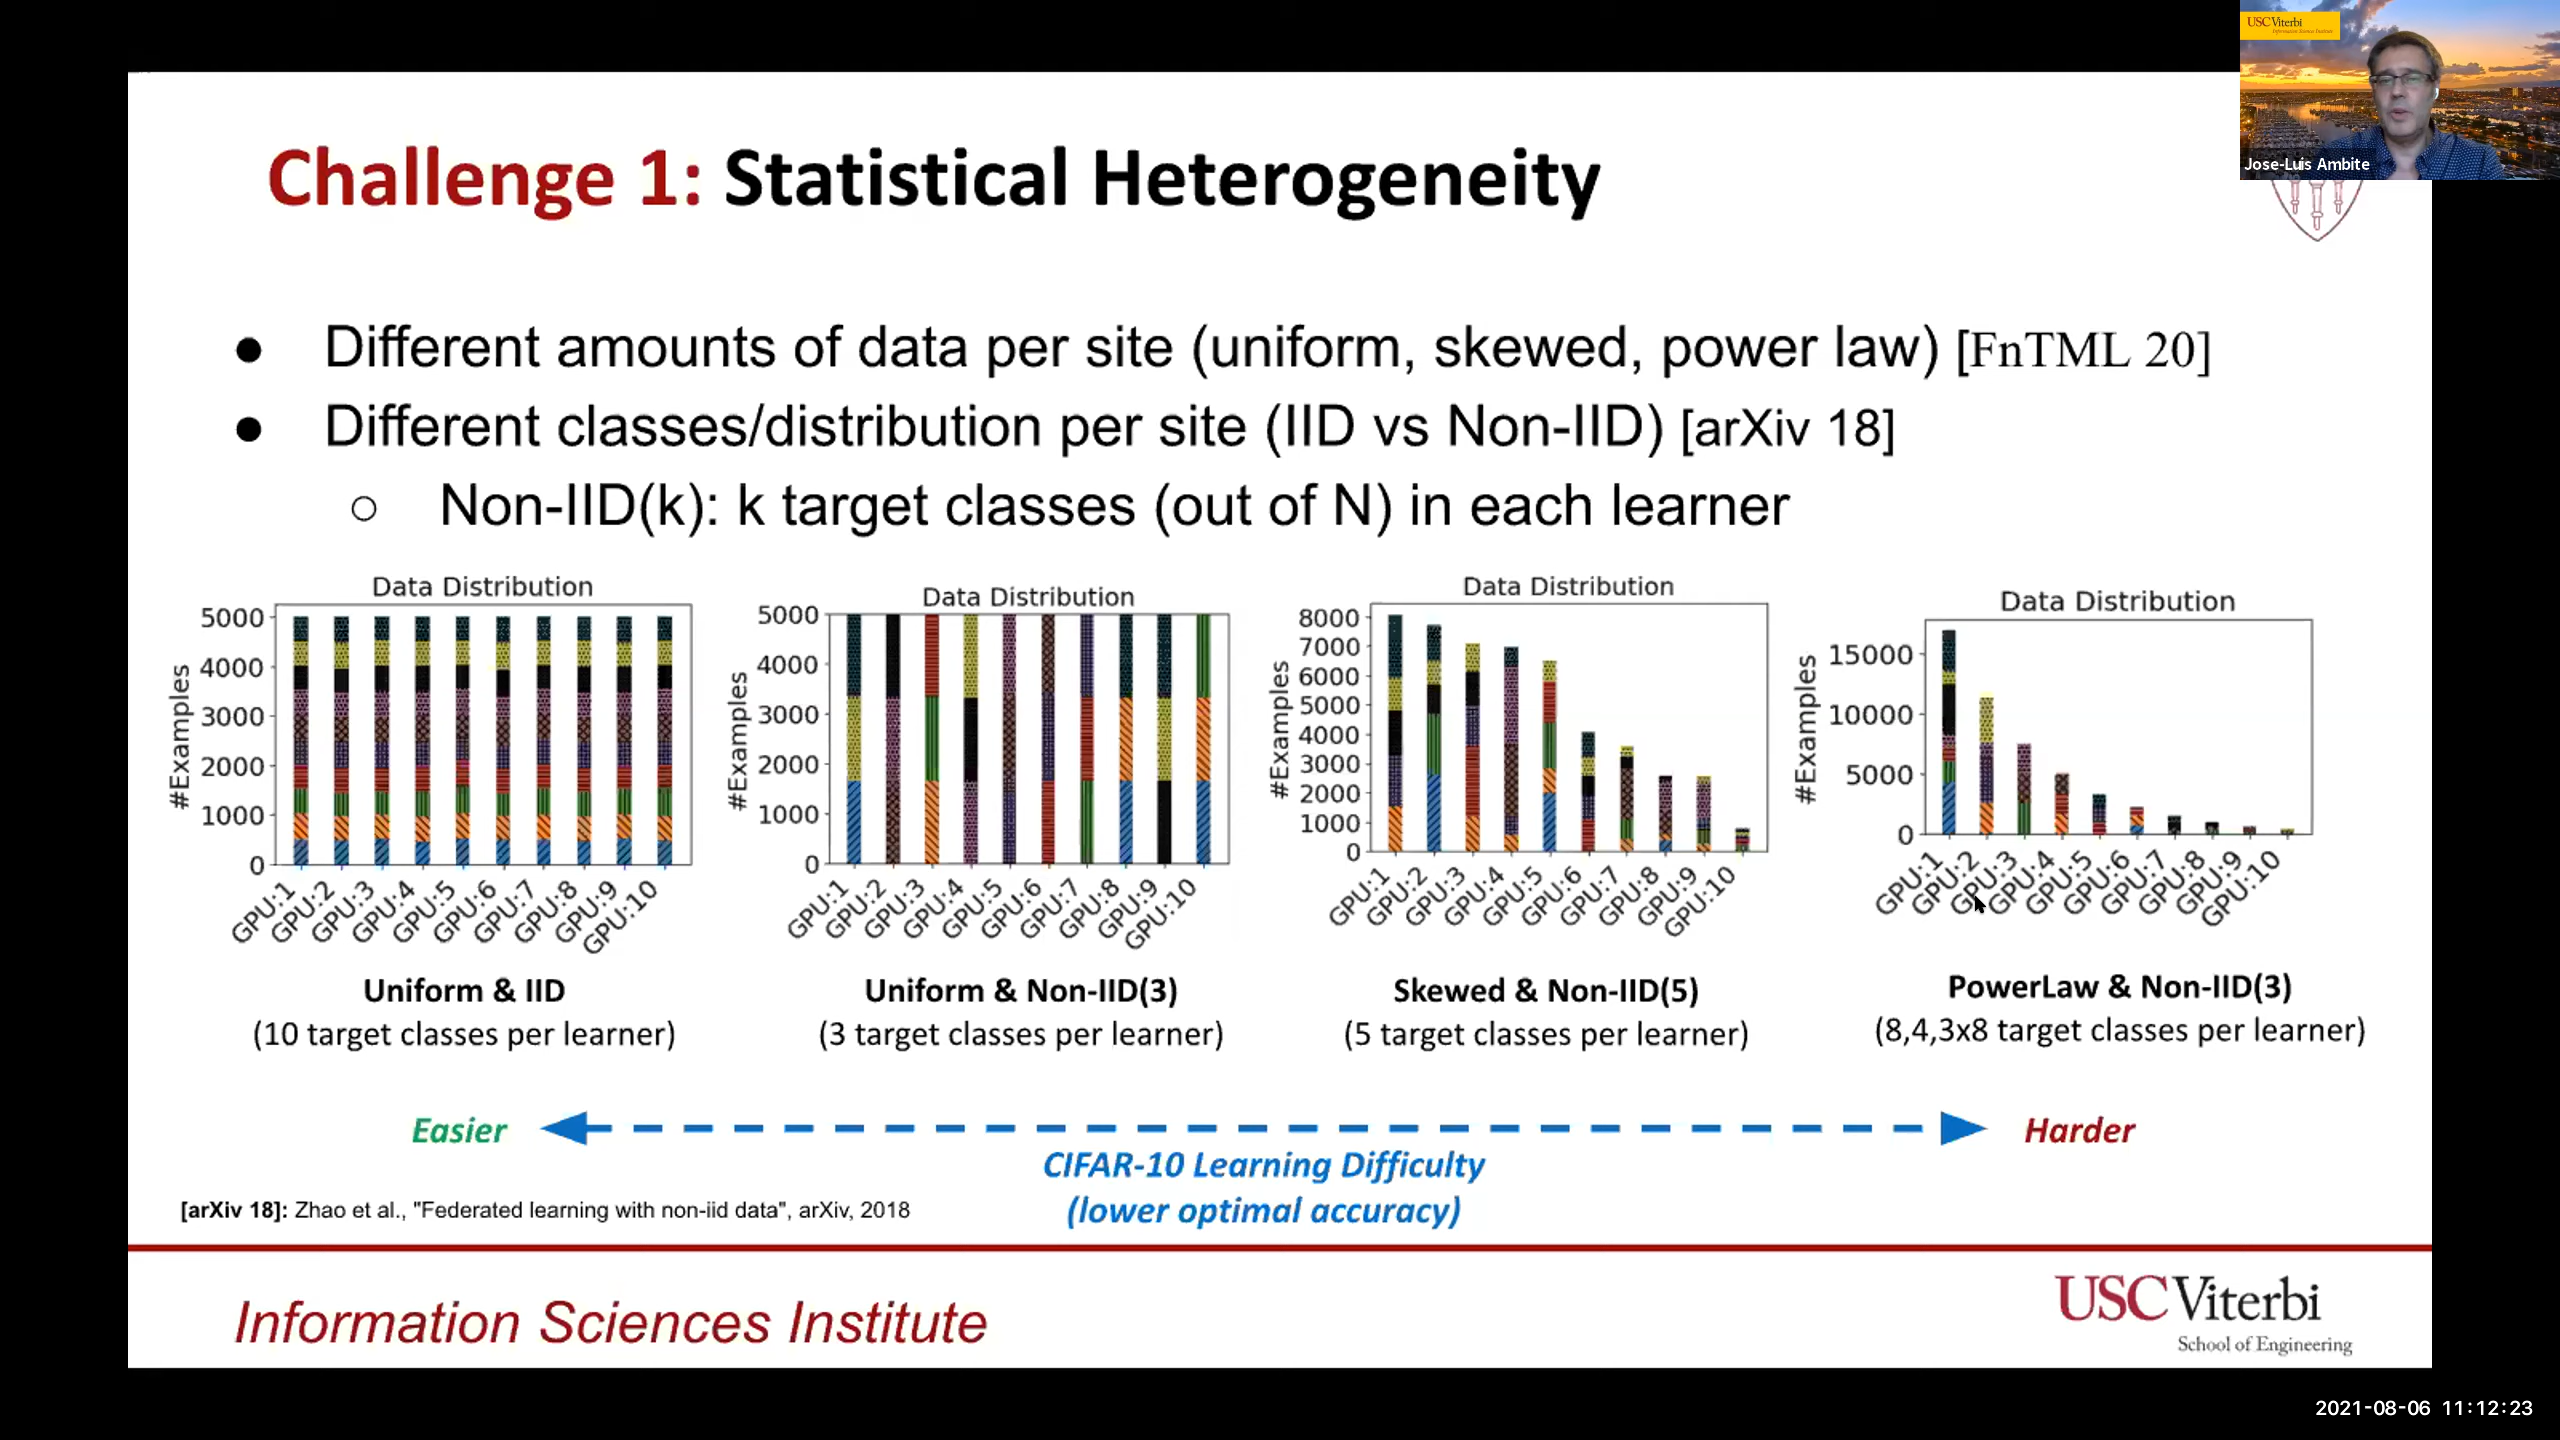 USC Viterbi
Information Sciences Institute
Jose-Luis Ambite
Challenge 1: Statistical Heterogeneity
● Different amounts of data per site (uniform, skewed, power law) [FnTML 20]
● Different classes/distribution per site (IID vs Non-IID) [arXiv 18]
○ Non-IID(k): k target classes (out of N) in each learner
Data Distribution
#Examples
5000
4000
3000
2000
1000
0
GPU:1 GPU:2 GPU:3 GPU:4 GPU:5 GPU:6 GPU:7 GPU:8 GPU:9 GPU:10
Uniform & IID
(10 target classes per learner)
Data Distribution
#Examples
5000
4000
3000
2000
1000
0
GPU:1 GPU:2 GPU:3 GPU:4 GPU:5 GPU:6 GPU:7 GPU:8 GPU:9 GPU:10
Uniform & Non-IID(3)
(3 target classes per learner)
Data Distribution
#Examples
8000
7000
6000
5000
4000
3000
2000
1000
0
GPU:1 GPU:2 GPU:3 GPU:4 GPU:5 GPU:6 GPU:7 GPU:8 GPU:9 GPU:10
Skewed & Non-IID(5)
(5 target classes per learner)
Data Distribution
#Examples
15000
10000
5000
0
GPU:1 GPU:2 GPU:3 GPU:4 GPU:5 GPU:6 GPU:7 GPU:8 GPU:9 GPU:10
PowerLaw & Non-IID(3)
(8,4,3x8 target classes per learner)
Easier
Harder
CIFAR-10 Learning Difficulty
(lower optimal accuracy)
[arXiv 18]: Zhao et al., "Federated learning with non-iid data", arXiv, 2018
Information Sciences Institute
USC Viterbi
School of Engineering
2021-08-06 11:12:23